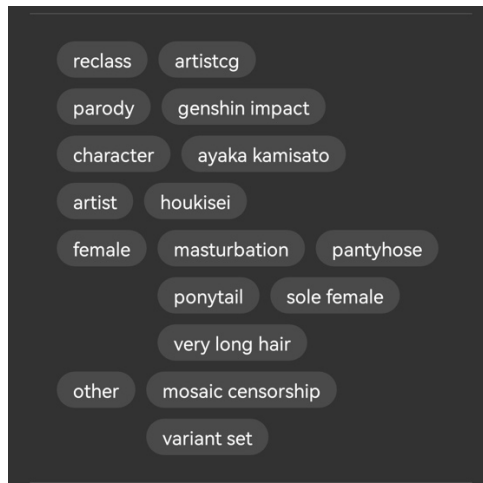 reclass artistcg
parody genshin impact
character ayaka kamisato
artist houkisei
female masturbation pantyhose
ponytail sole female
very long hair
other mosaic censorship
variant set